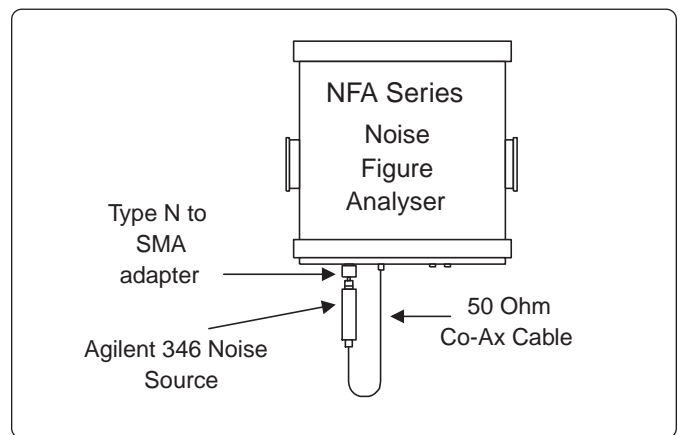 NFA Series
Noise
Figure
Analyser
Type N to
SMA
adapter
50 Ohm
Co-Ax Cable
Agilent 346 Noise
Source